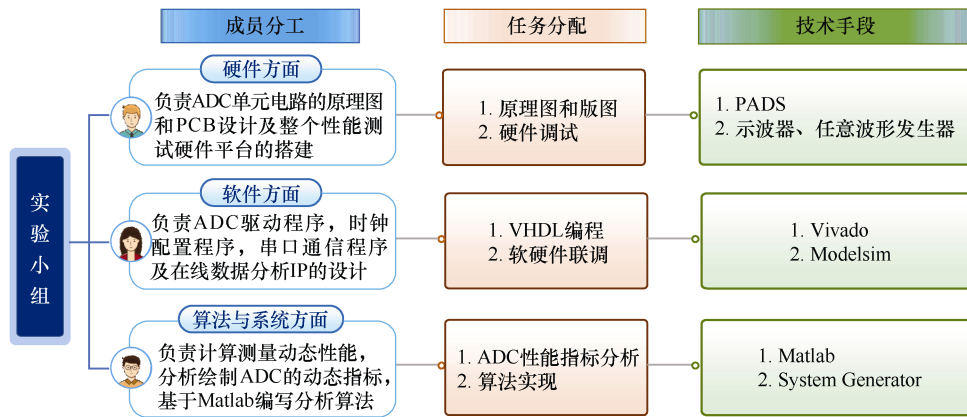 成员分工
任务分配
技术手段
实验小组
硬件方面
负责ADC单元电路的原理图
和PCB设计及整个性能测
试硬件平台的搭建
1. 原理图和版图
2. 硬件调试
1. PADS
2. 示波器、任意波形发生器
软件方面
负责ADC驱动程序，时钟
配置程序，串口通信程序
及在线数据分析IP的设计
1. VHDL编程
2. 软硬件联调
1. Vivado
2. Modelsim
算法与系统方面
负责计算测量动态性能，
分析绘制ADC的动态指标，
基于Matlab编写分析算法
1. ADC性能指标分析
2. 算法实现
1. Matlab
2. System Generator